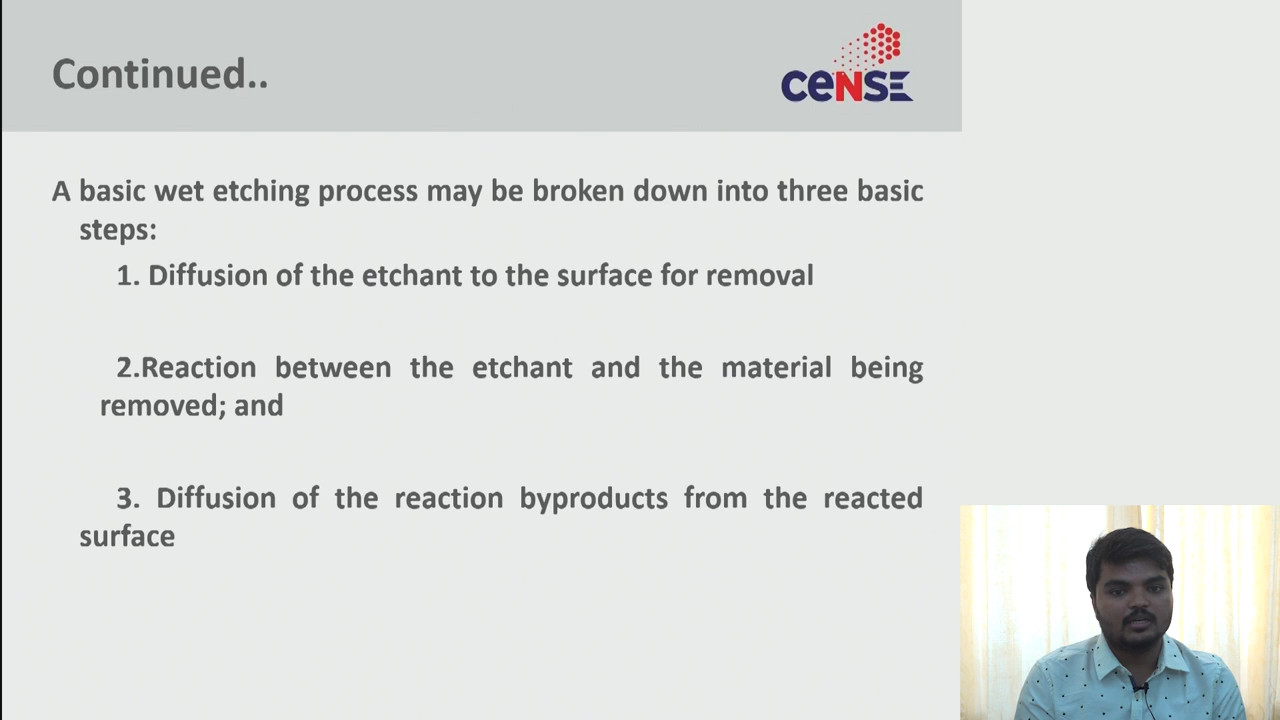 Continued..
ceNSE
A basic wet etching process may be broken down into three basic
steps:
1. Diffusion of the etchant to the surface for removal
2.Reaction between the etchant and the material being
removed; and
3. Diffusion of the reaction byproducts from the reacted
surface